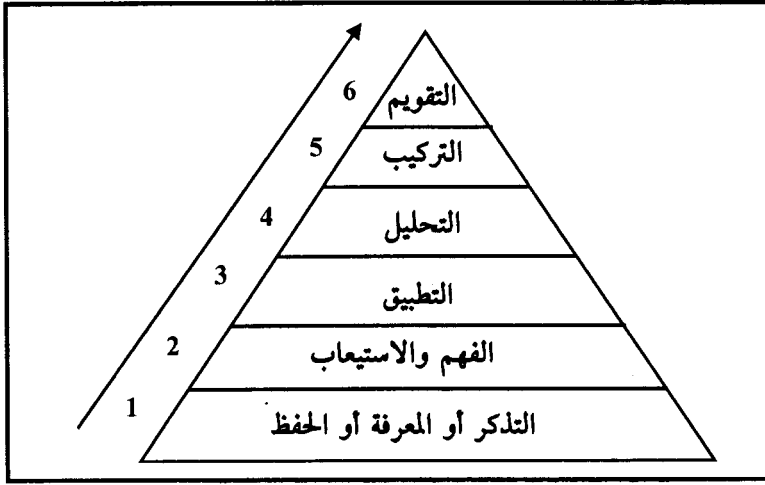 6
التقويم
5
التركيب
4
التحليل
3
التطبيق
2
الفهم والاستيعاب
1
التذكر أو المعرفة أو الحفظ